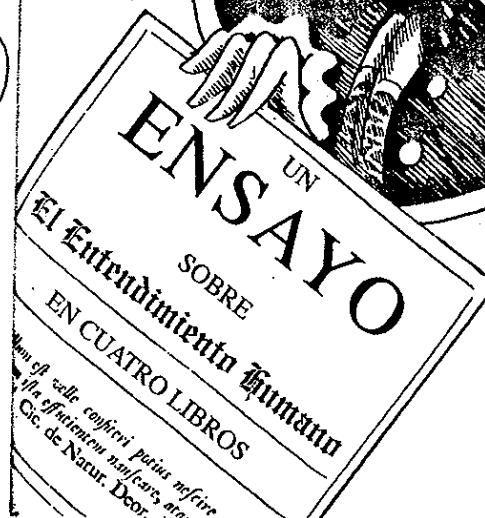 UN
ENSAYO
SOBRE
El Entendimiento Humano
EN CUATRO LIBROS
est velle confiteri potius nescire
ista effutientem nauseare,
Cic. de Natur. Deor.